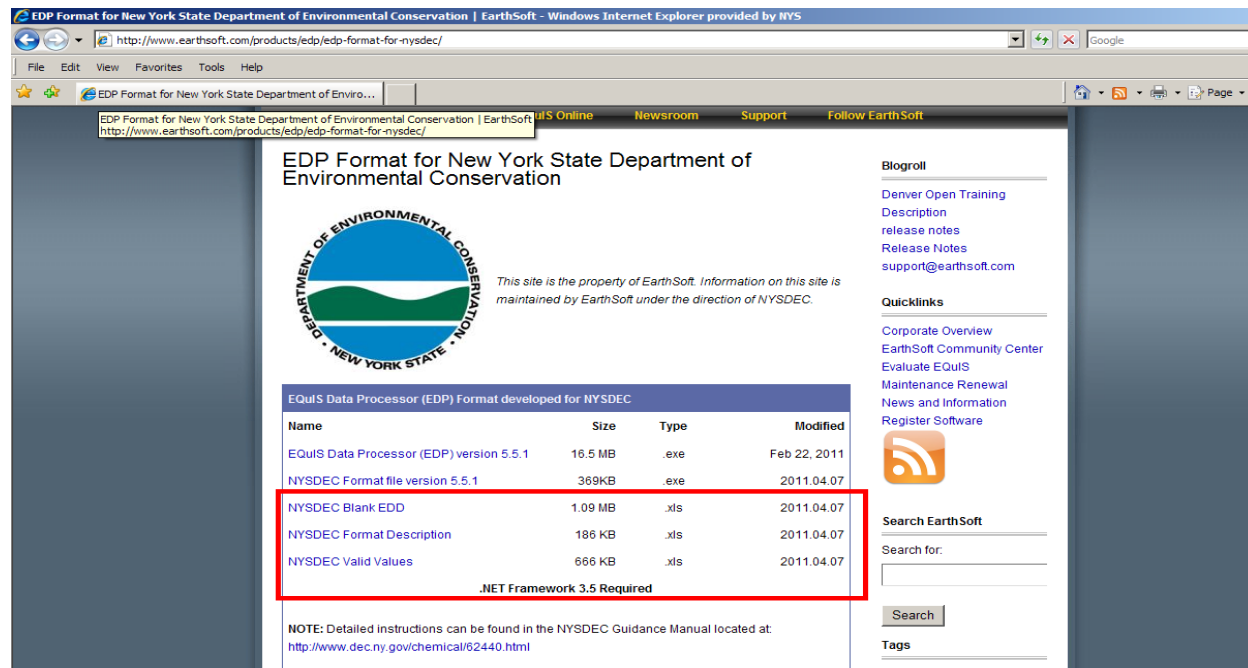 EDP Format for New York State Department of Environmental Conservation | EarthSoft - Windows Internet Explorer provided by NYS
http://www.earthsoft.com/products/edp/edp-format-for-nysdec/
Google
File Edit View Favorites Tools Help
EDP Format for New York State Department of Enviro...
Page
EDP Format for New York State Department of Environmental Conservation | EarthSoft
http://www.earthsoft.com/products/edp/edp-format-for-nysdec/
Online Newsroom Support Follow EarthSoft
EDP Format for New York State Department of
Environmental Conservation
DEPARTMENT OF ENVIRONMENTAL CONSERVATION
NEW YORK STATE
This site is the property of EarthSoft. Information on this site is
maintained by EarthSoft under the direction of NYSDEC.
EQuIS Data Processor (EDP) Format developed for NYSDEC
Name Size Type Modified
EQuIS Data Processor (EDP) version 5.5.1 16.5 MB .exe Feb 22, 2011
NYSDEC Format file version 5.5.1 369KB .exe 2011.04.07
NYSDEC Blank EDD 1.09 MB .xls 2011.04.07
NYSDEC Format Description 186 KB .xls 2011.04.07
NYSDEC Valid Values 666 KB .xls 2011.04.07
.NET Framework 3.5 Required
NOTE: Detailed instructions can be found in the NYSDEC Guidance Manual located at:
http://www.dec.ny.gov/chemical/62440.html
Blogroll
Denver Open Training
Description
release notes
Release Notes
support@earthsoft.com
Quicklinks
Corporate Overview
EarthSoft Community Center
Evaluate EQuIS
Maintenance Renewal
News and Information
Register Software
Search EarthSoft
Search for:
Search
Tags